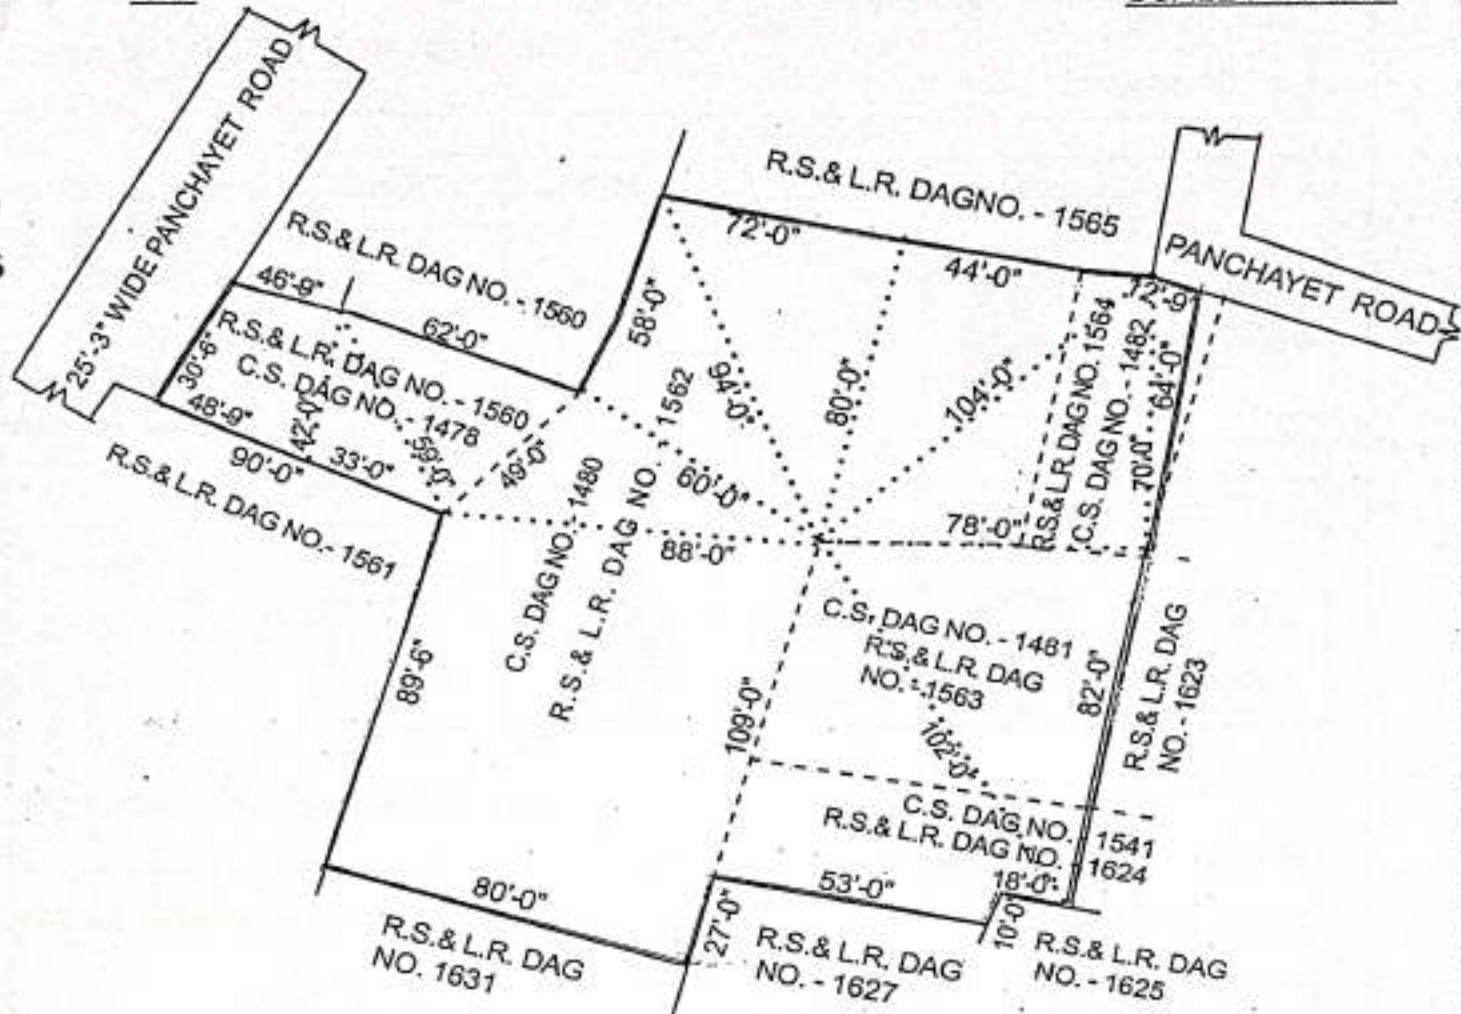 25'-3" WIDE PANCHAYET ROAD
R.S.& L.R. DAGNO. - 1565
PANCHAYET ROAD
R.S.& L.R. DAG NO. - 1560
72'-0"
44'-0"
12'-9"
46'-9"
62'-0"
58'-0"
R.S.& L.R. DAG NO. - 1560
C.S. DAG NO. - 1478
30'-6"
48'-9"
42'-0"
33'-0"
59'-0"
49'-0"
90'-0"
R.S.& L.R. DAG NO.- 1561
94'-0"
80'-0"
104'-0"
R.S.& L.R. DAG NO. 1564
C.S. DAG NO. - 1482
64'-0"
70'-0"
60'-0"
88'-0"
78'-0"
C.S. DAG NO. - 1480
R.S.& L.R. DAG NO. 1562
C.S. DAG NO. - 1481
R.S.& L.R. DAG
NO. - 1563
89'-6"
109'-0"
102'-0"
82'-0"
R.S.& L.R. DAG
NO. - 1623
C.S. DAG NO. - 1541
R.S.& L.R. DAG NO. - 1624
80'-0"
53'-0"
18'-0"
27'-0"
10'-0"
R.S.& L.R. DAG
NO. 1631
R.S.& L.R. DAG
NO. - 1627
R.S.& L.R. DAG
NO. - 1625